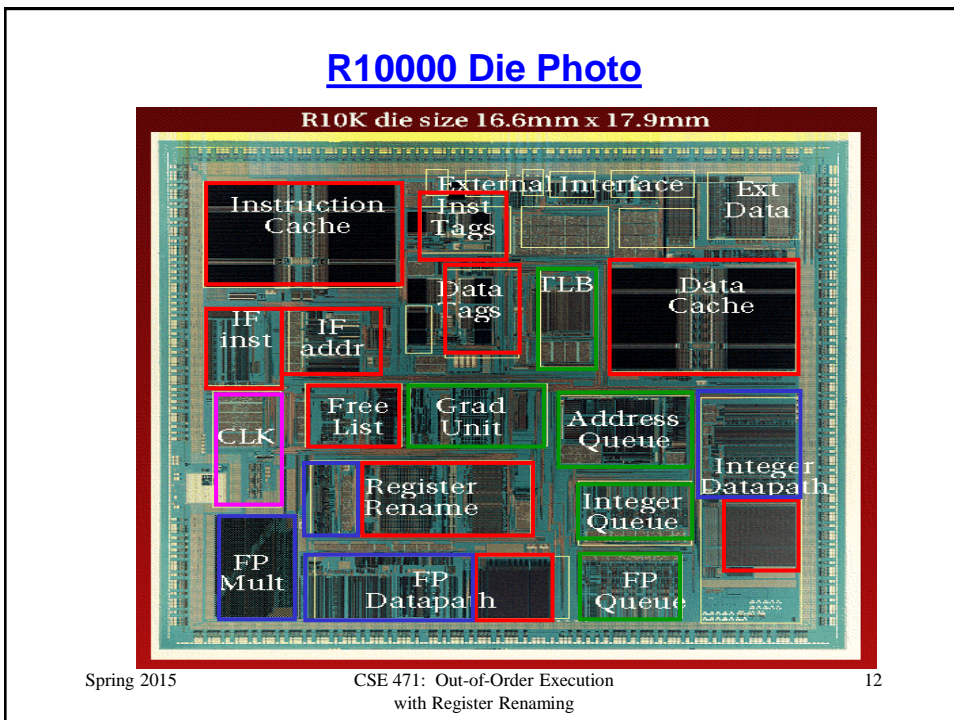 R10000 Die Photo
R10K die size 16.6mm x 17.9mm
External Interface
Ext
Data
Instruction
Cache
Inst
Tags
Data
Tags
TLB
Data
Cache
IF
inst
IF
addr
CLK
Free
List
Grad
Unit
Address
Queue
Integer
Datapath
Register
Rename
Integer
Queue
FP
Mult
FP
Datapath
FP
Queue
Spring 2015
CSE 471: Out-of-Order Execution
with Register Renaming
12